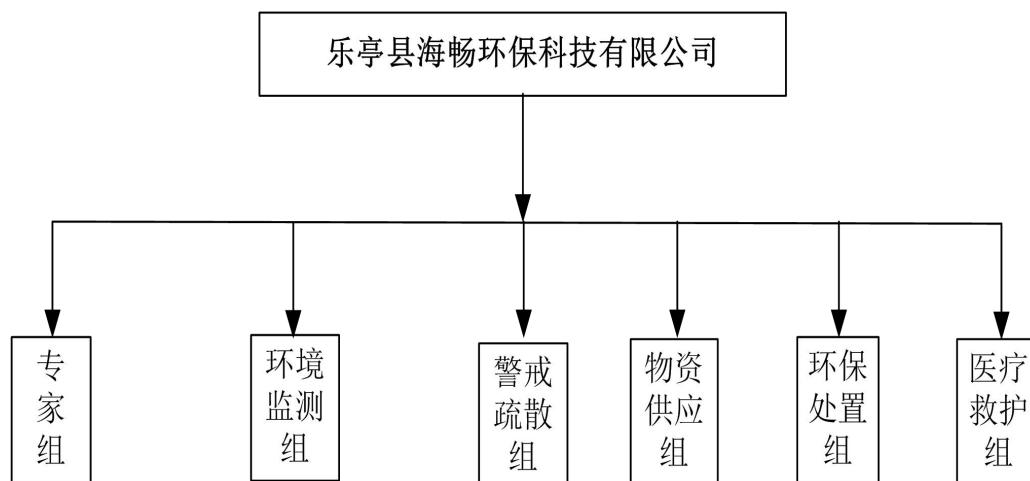 乐亭县海畅环保科技有限公司
专
家
组
环境
监测
组
警戒
疏散
组
物资
供应
组
环保
处置
组
医疗
救护
组